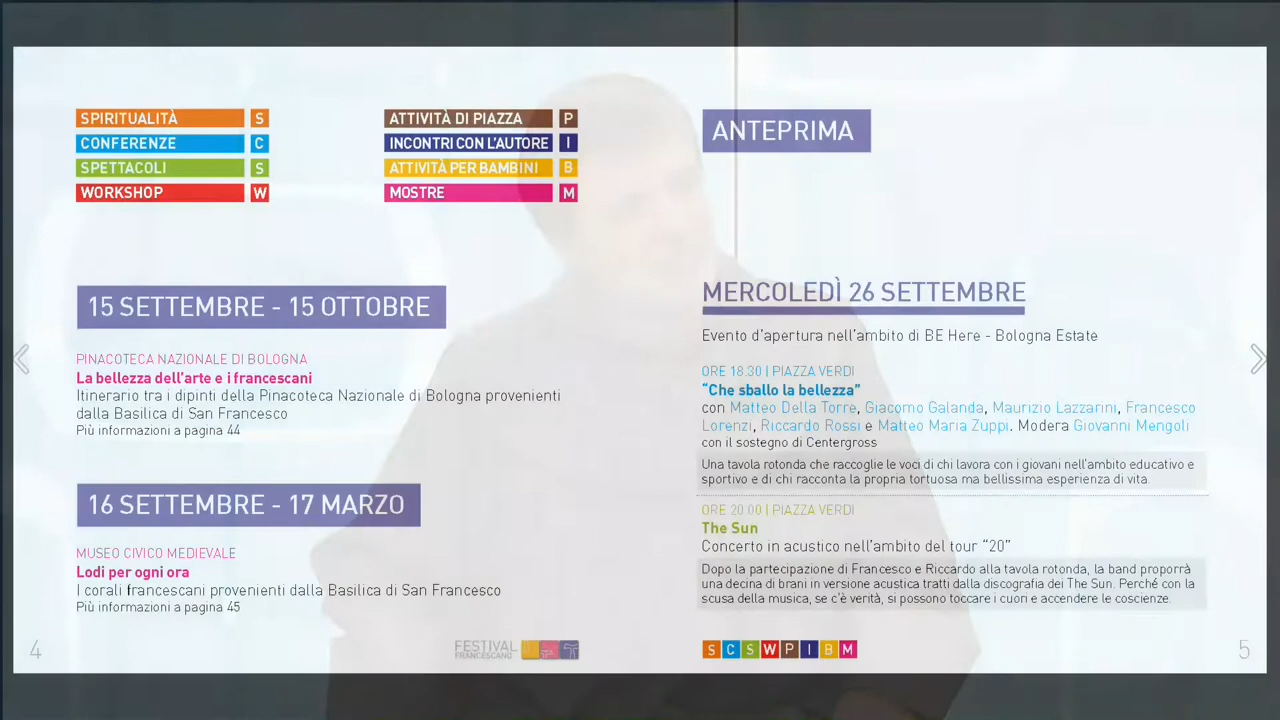 SPIRITUALITÀ S
CONFERENZE C
SPETTACOLI S
WORKSHOP W
ATTIVITÀ DI PIAZZA P
INCONTRI CON L'AUTORE I
ATTIVITÀ PER BAMBINI B
MOSTRE M
15 SETTEMBRE - 15 OTTOBRE
PINACOTECA NAZIONALE DI BOLOGNA
La bellezza dell'arte e i francescani
Itinerario tra i dipinti della Pinacoteca Nazionale di Bologna provenienti
dalla Basilica di San Francesco
Più informazioni a pagina 44
16 SETTEMBRE - 17 MARZO
MUSEO CIVICO MEDIEVALE
Lodi per ogni ora
I corali francescani provenienti dalla Basilica di San Francesco
Più informazioni a pagina 45
4
FESTIVAL
FRANCESCANO
ANTEPRIMA
MERCOLEDÌ 26 SETTEMBRE
Evento d'apertura nell'ambito di BE Here - Bologna Estate
ORE 18.30 | PIAZZA VERDI
“Che sballo la bellezza”
con Matteo Della Torre, Giacomo Galanda, Maurizio Lazzarini, Francesco
Lorenzi, Riccardo Rossi e Matteo Maria Zuppi. Modera Giovanni Mengoli
con il sostegno di Centergross
Una tavola rotonda che raccoglie le voci di chi lavora con i giovani nell'ambito educativo e
sportivo e di chi racconta la propria tortuosa ma bellissima esperienza di vita.
ORE 20.00 | PIAZZA VERDI
The Sun
Concerto in acustico nell'ambito del tour “20”
Dopo la partecipazione di Francesco e Riccardo alla tavola rotonda, la band proporrà
una decina di brani in versione acustica tratti dalla discografia dei The Sun. Perché con la
scusa della musica, se c'è verità, si possono toccare i cuori e accendere le coscienze.
S C S W P I B M
5